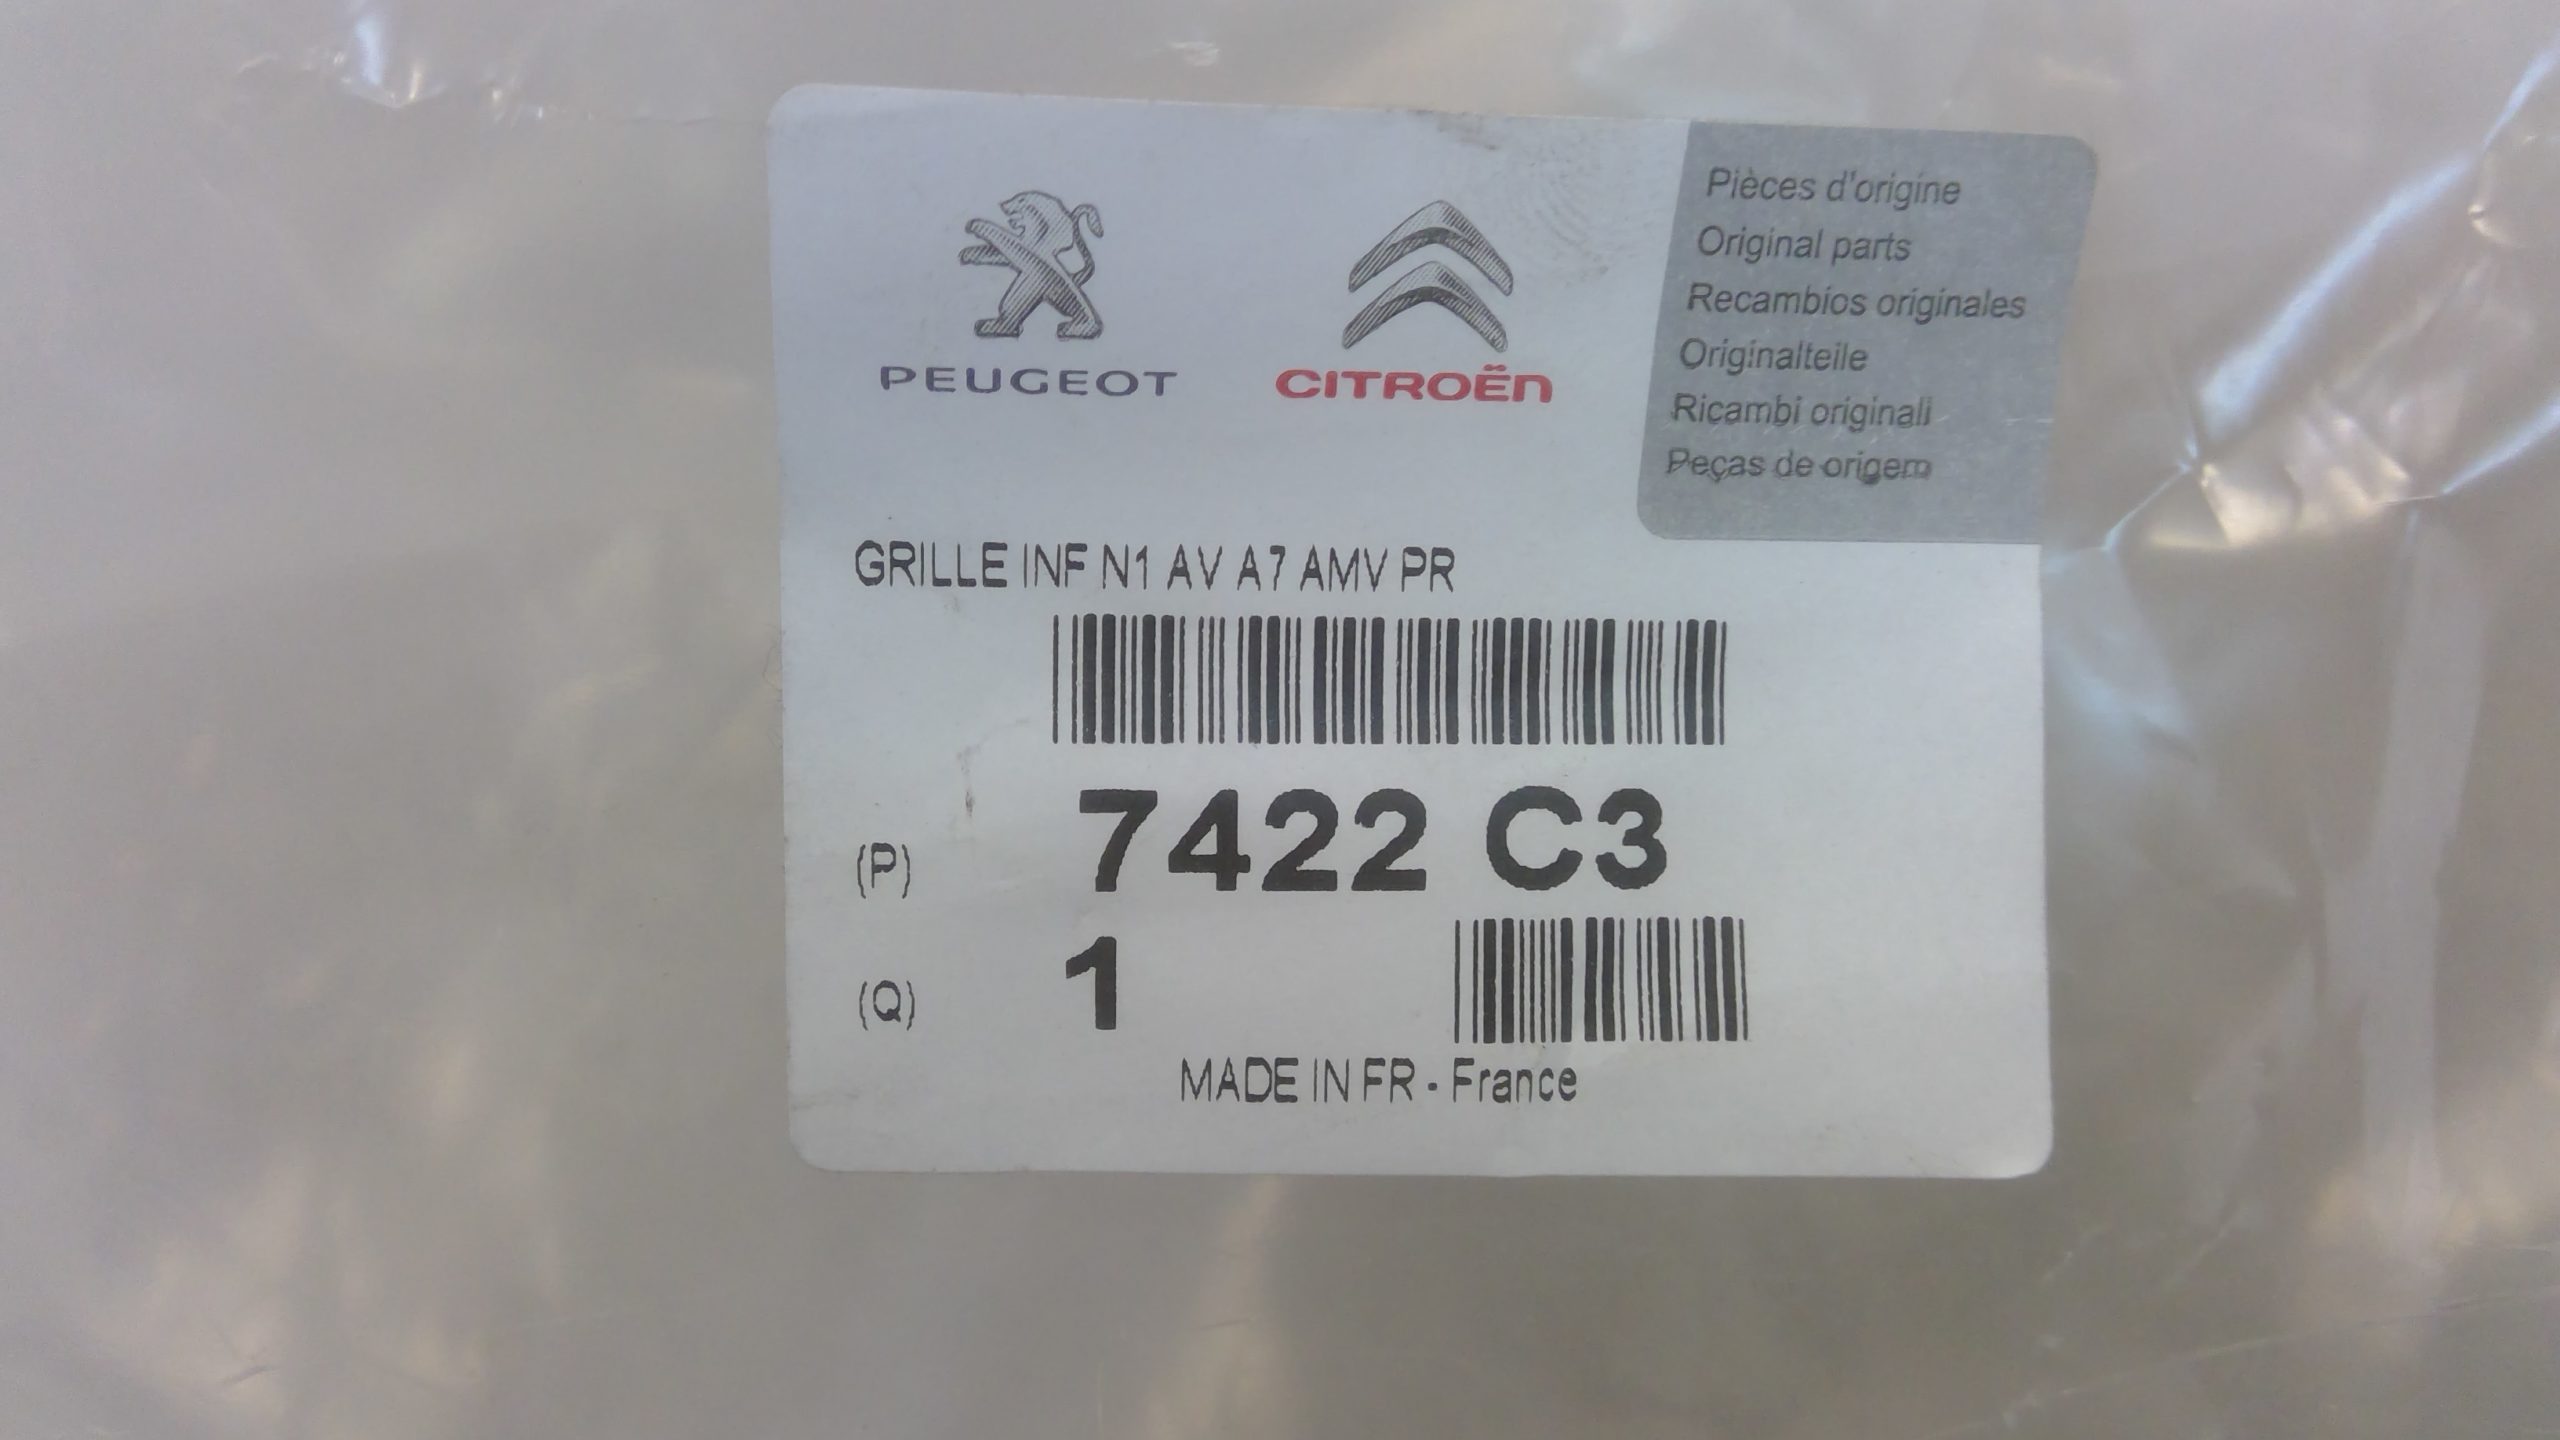 PEUGEOT
CITROËN
Pièces d'origine
Original parts
Recambios originales
Originalteile
Ricambi originali
Peças de origem
GRILLE INF N1 AV A7 AMV PR
(P) 7422 C3
(Q) 1
MADE IN FR - France